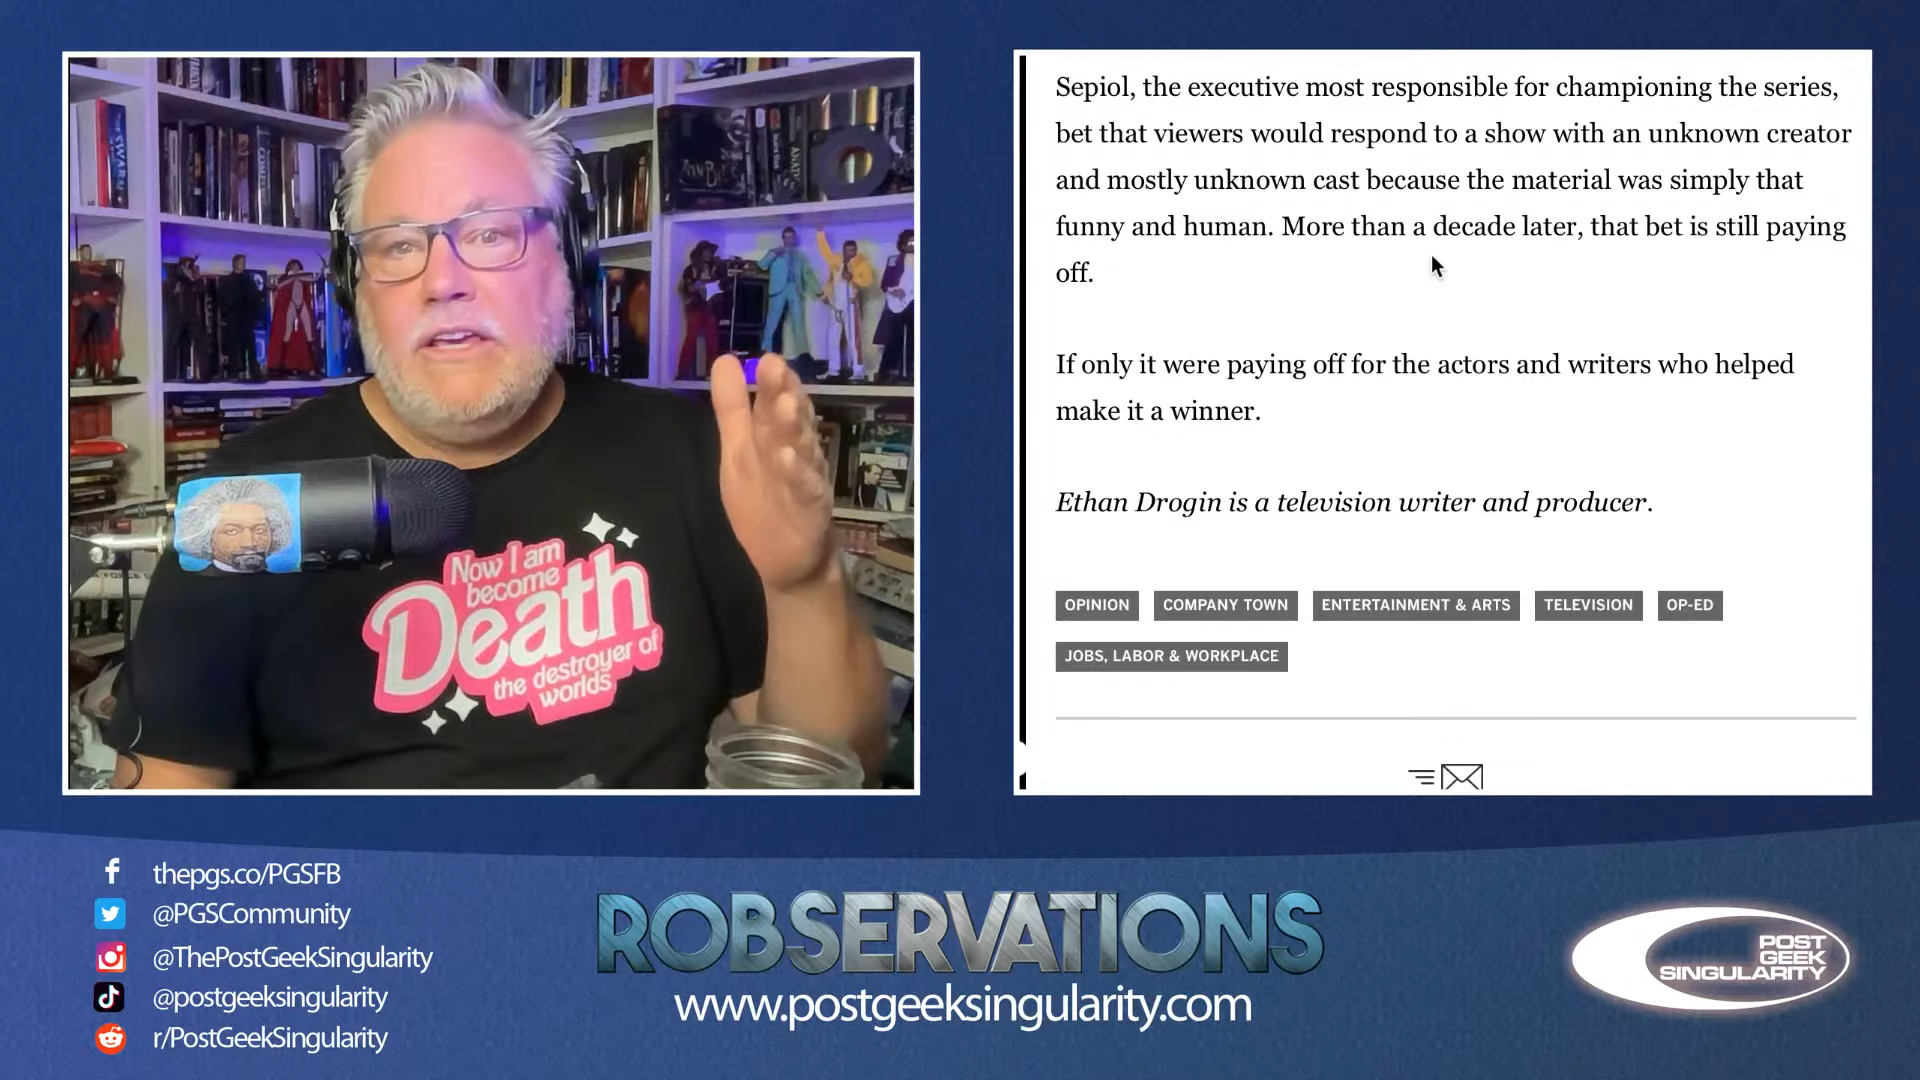 Sepiol, the executive most responsible for championing the series,
bet that viewers would respond to a show with an unknown creator
and mostly unknown cast because the material was simply that
funny and human. More than a decade later, that bet is still paying
off.
If only it were paying off for the actors and writers who helped
make it a winner.
Ethan Drogin is a television writer and producer.
OPINION COMPANY TOWN ENTERTAINMENT & ARTS TELEVISION OP-ED
JOBS, LABOR & WORKPLACE
Now I am
become
Death
the destroyer of
worlds
thepgs.co/PGSFB
@PGSCommunity
@ThePostGeekSingularity
@postgeeksingularity
r/PostGeekSingularity
ROBSERVATIONS
www.postgeeksingularity.com
POST
GEEK
SINGULARITY